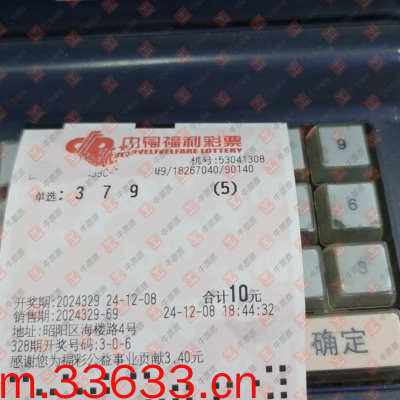 中国福利彩票
CHINA WELFARE LOTTERY
机号:53041308
W9/18267040/90140
单选: 3 7 9 (5)
开奖期:2024329 24-12-08 合计10元
销售期:2024329-69 24-12-08 18:44:32
地址:昭阳区海楼路4号
328期开奖号码:3-0-6
感谢您为福彩公益事业贡献3.40元
9
6
3
确定
m.33633.cn